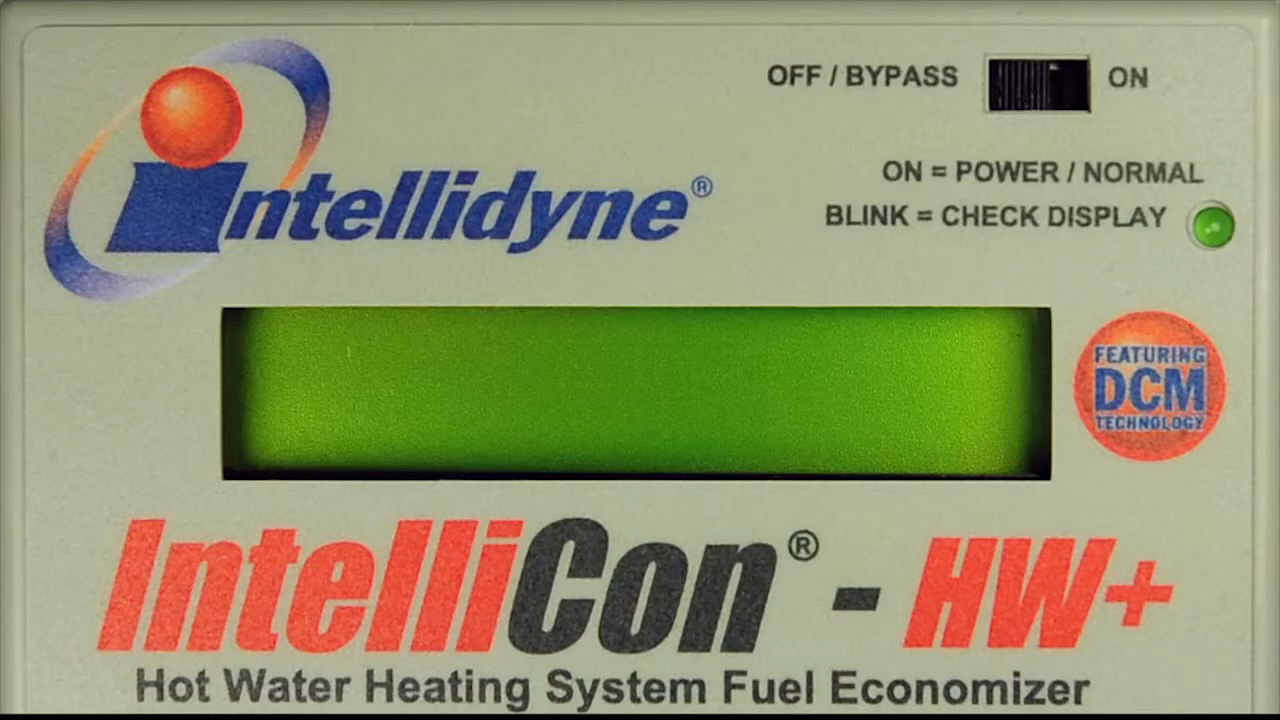 OFF / BYPASS ON
intellidyne®
ON = POWER / NORMAL
BLINK = CHECK DISPLAY
FEATURING
DCM
TECHNOLOGY
IntelliCon® - HW+
Hot Water Heating System Fuel Economizer